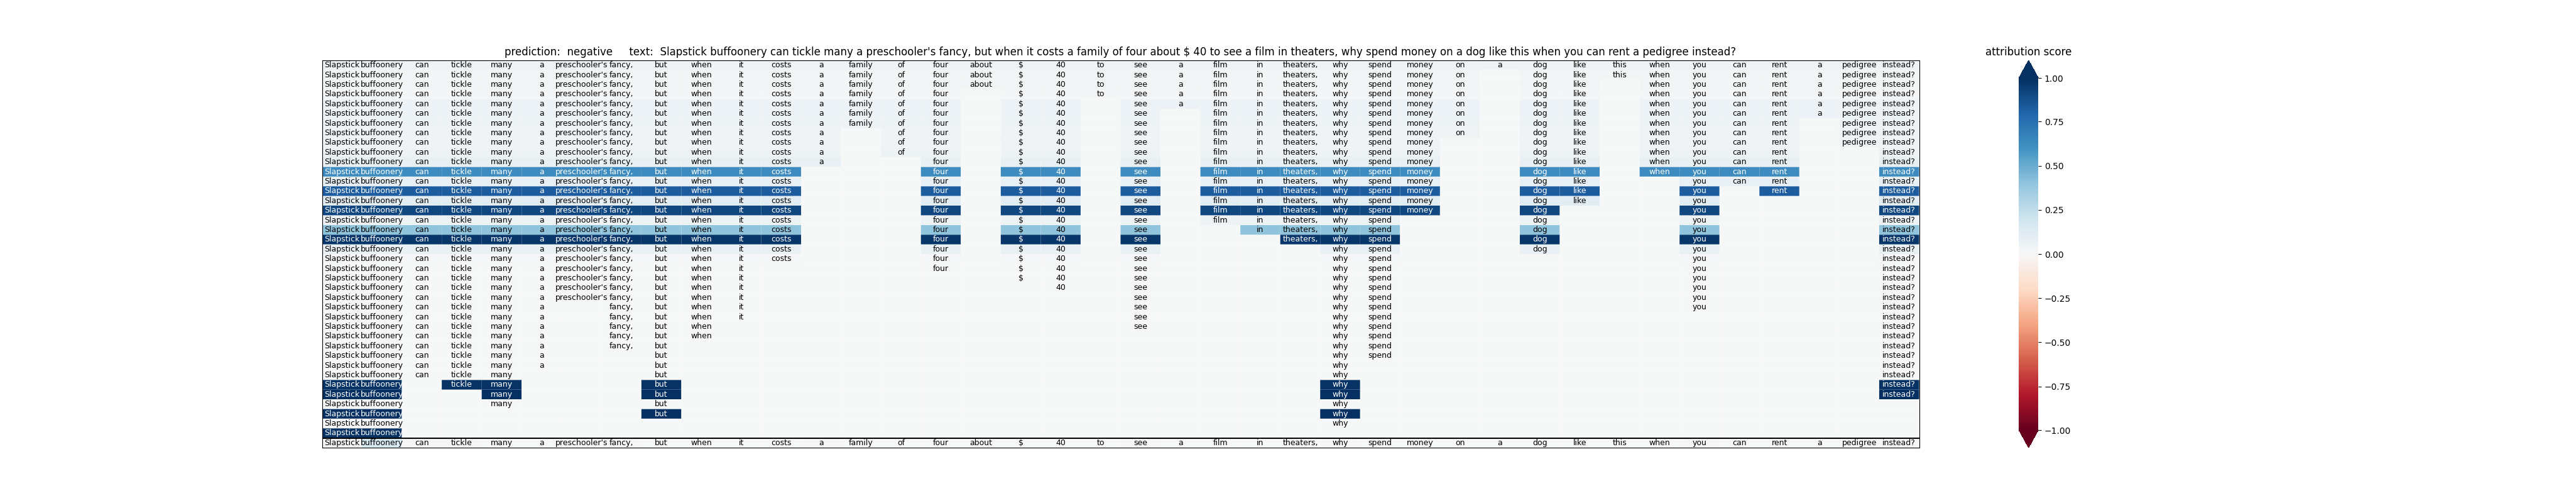 prediction: negative text: Slapstick buffoonery can tickle many a preschooler's fancy, but when it costs a family of four about $ 40 to see a film in theaters, why spend money on a dog like this when you can rent a pedigree instead?
attribution score
Slapstick buffoonery can tickle many a preschooler's fancy, but when it costs a family of four about $ 40 to see a film in theaters, why spend money on a dog like this when you can rent a pedigree instead?
Slapstick buffoonery can tickle many a preschooler's fancy, but when it costs a family of four about $ 40 to see a film in theaters, why spend money on dog like this when you can rent a pedigree instead?
Slapstick buffoonery can tickle many a preschooler's fancy, but when it costs a family of four about $ 40 to see a film in theaters, why spend money on dog like when you can rent a pedigree instead?
Slapstick buffoonery can tickle many a preschooler's fancy, but when it costs a family of four $ 40 to see a film in theaters, why spend money on dog like when you can rent a pedigree instead?
Slapstick buffoonery can tickle many a preschooler's fancy, but when it costs a family of four $ 40 see a film in theaters, why spend money on dog like when you can rent a pedigree instead?
Slapstick buffoonery can tickle many a preschooler's fancy, but when it costs a family of four $ 40 see film in theaters, why spend money on dog like when you can rent a pedigree instead?
Slapstick buffoonery can tickle many a preschooler's fancy, but when it costs a family of four $ 40 see film in theaters, why spend money on dog like when you can rent pedigree instead?
Slapstick buffoonery can tickle many a preschooler's fancy, but when it costs a of four $ 40 see film in theaters, why spend money on dog like when you can rent pedigree instead?
Slapstick buffoonery can tickle many a preschooler's fancy, but when it costs a of four $ 40 see film in theaters, why spend money dog like when you can rent pedigree instead?
Slapstick buffoonery can tickle many a preschooler's fancy, but when it costs a of four $ 40 see film in theaters, why spend money dog like when you can rent instead?
Slapstick buffoonery can tickle many a preschooler's fancy, but when it costs a four $ 40 see film in theaters, why spend money dog like when you can rent instead?
Slapstick buffoonery can tickle many a preschooler's fancy, but when it costs four $ 40 see film in theaters, why spend money dog like when you can rent instead?
Slapstick buffoonery can tickle many a preschooler's fancy, but when it costs four $ 40 see film in theaters, why spend money dog like you can rent instead?
Slapstick buffoonery can tickle many a preschooler's fancy, but when it costs four $ 40 see film in theaters, why spend money dog like you rent instead?
Slapstick buffoonery can tickle many a preschooler's fancy, but when it costs four $ 40 see film in theaters, why spend money dog like you instead?
Slapstick buffoonery can tickle many a preschooler's fancy, but when it costs four $ 40 see film in theaters, why spend money dog you instead?
Slapstick buffoonery can tickle many a preschooler's fancy, but when it costs four $ 40 see film in theaters, why spend dog you instead?
Slapstick buffoonery can tickle many a preschooler's fancy, but when it costs four $ 40 see in theaters, why spend dog you instead?
Slapstick buffoonery can tickle many a preschooler's fancy, but when it costs four $ 40 see theaters, why spend dog you instead?
Slapstick buffoonery can tickle many a preschooler's fancy, but when it costs four $ 40 see why spend dog you instead?
Slapstick buffoonery can tickle many a preschooler's fancy, but when it costs four $ 40 see why spend you instead?
Slapstick buffoonery can tickle many a preschooler's fancy, but when it four $ 40 see why spend you instead?
Slapstick buffoonery can tickle many a preschooler's fancy, but when it $ 40 see why spend you instead?
Slapstick buffoonery can tickle many a preschooler's fancy, but when it 40 see why spend you instead?
Slapstick buffoonery can tickle many a preschooler's fancy, but when it see why spend you instead?
Slapstick buffoonery can tickle many a fancy, but when it see why spend you instead?
Slapstick buffoonery can tickle many a fancy, but when it see why spend instead?
Slapstick buffoonery can tickle many a fancy, but when see why spend instead?
Slapstick buffoonery can tickle many a fancy, but when why spend instead?
Slapstick buffoonery can tickle many a fancy, but why spend instead?
Slapstick buffoonery can tickle many a but why spend instead?
Slapstick buffoonery can tickle many a but why instead?
Slapstick buffoonery can tickle many but why instead?
Slapstick buffoonery tickle many but why instead?
Slapstick buffoonery many but why instead?
Slapstick buffoonery many but why
Slapstick buffoonery but why
Slapstick buffoonery why
Slapstick buffoonery
Slapstick buffoonery can tickle many a preschooler's fancy, but when it costs a family of four about $ 40 to see a film in theaters, why spend money on a dog like this when you can rent a pedigree instead?
1.00
0.75
0.50
0.25
0.00
−0.25
−0.50
−0.75
−1.00